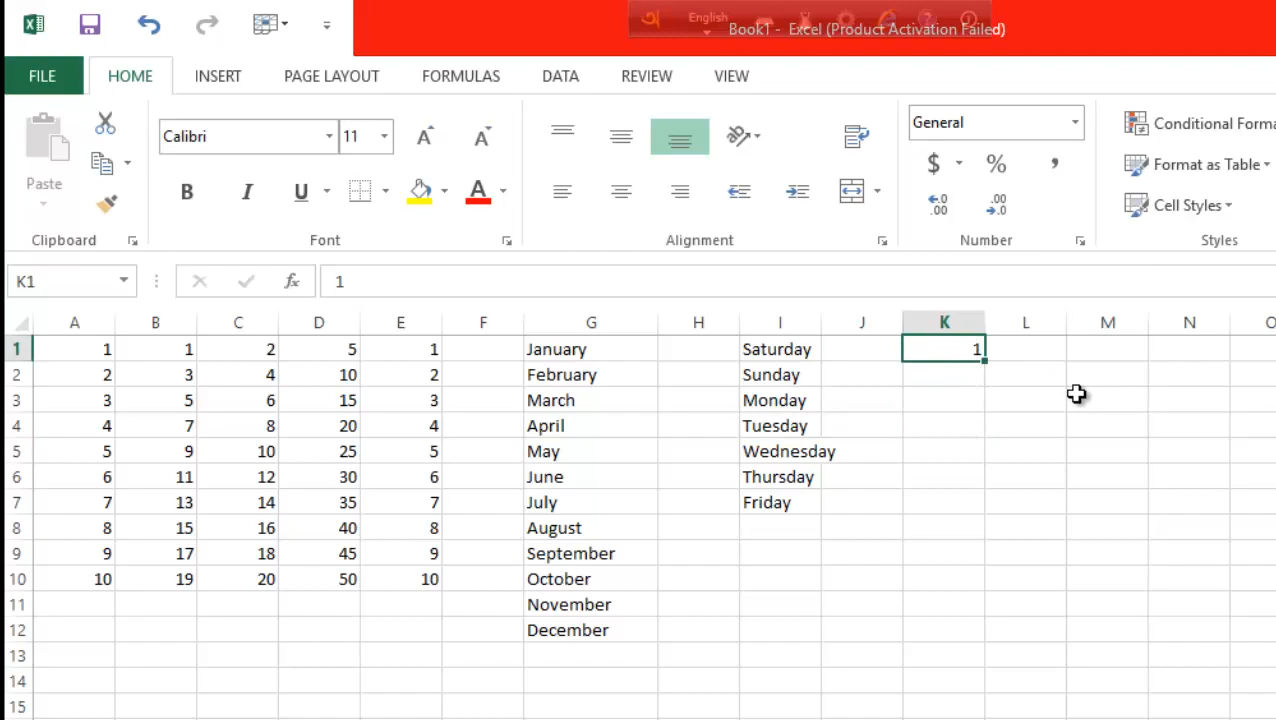 অ English
Book1 - Excel (Product Activation Failed)
FILE HOME INSERT PAGE LAYOUT FORMULAS DATA REVIEW VIEW
Calibri 11 A A General Conditional Forma
Paste $ % , Format as Table
B I U A .00 .00 Cell Styles
Clipboard Font Alignment Number Styles
K1 fx 1
A B C D E F G H I J K L M N O
1 1 1 2 5 1 January Saturday 1
2 2 3 4 10 2 February Sunday
3 3 5 6 15 3 March Monday
4 4 7 8 20 4 April Tuesday
5 5 9 10 25 5 May Wednesday
6 6 11 12 30 6 June Thursday
7 7 13 14 35 7 July Friday
8 8 15 16 40 8 August
9 9 17 18 45 9 September
10 10 19 20 50 10 October
11 November
12 December
13
14
15